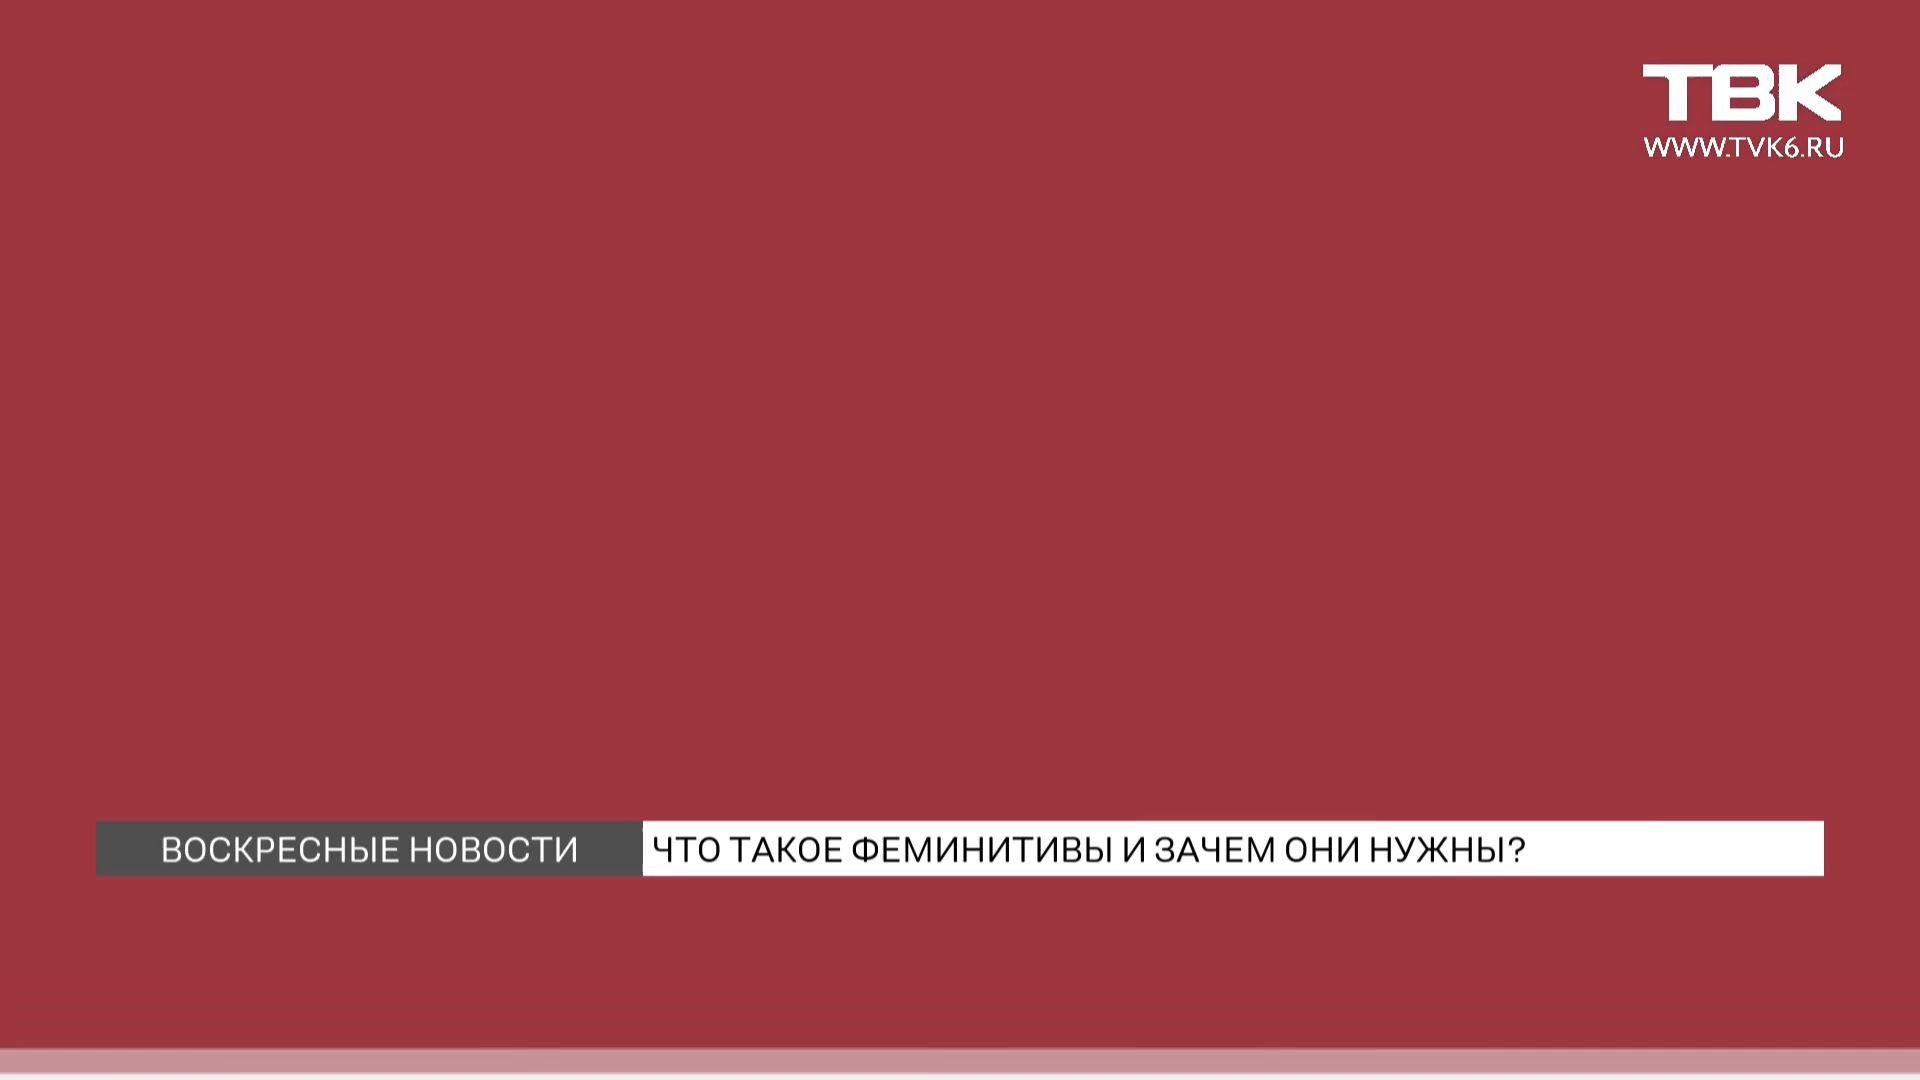 ТВК
WWW.TVK6.RU
ВОСКРЕСНЫЕ НОВОСТИ ЧТО ТАКОЕ ФЕМИНИТИВЫ И ЗАЧЕМ ОНИ НУЖНЫ?